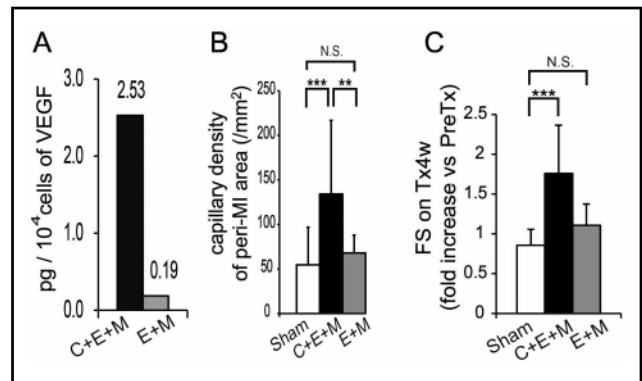 A
pg / 10⁻⁴cells of VEGF
3.0
2.0
1.0
0.0
2.53
0.19
C+E+M
E+M
B
capillary density
of peri-MI area (/mm²)
250
200
150
100
50
0
N.S.
***
**
Sham
C+E+M
E+M
C
FS on Tx4w
(fold increase vs PreTx)
2.5
2
1.5
1
0.5
0
N.S.
***
Sham
C+E+M
E+M